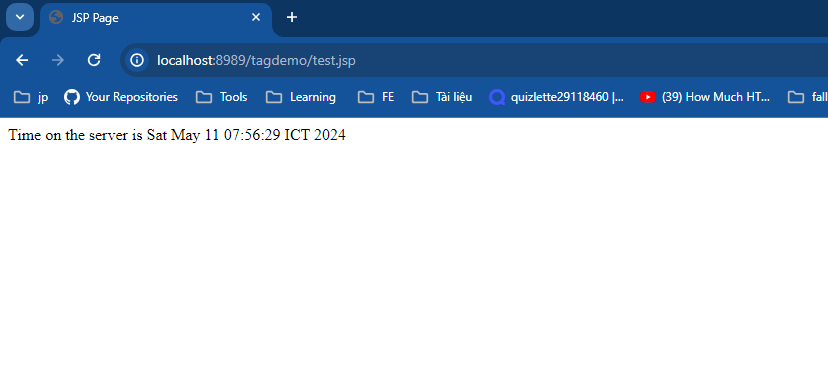 JSP Page
localhost:8989/tagdemo/test.jsp
jp Your Repositories Tools Learning FE Tài liệu quizlette29118460 |... (39) How Much HT... fall
Time on the server is Sat May 11 07:56:29 ICT 2024